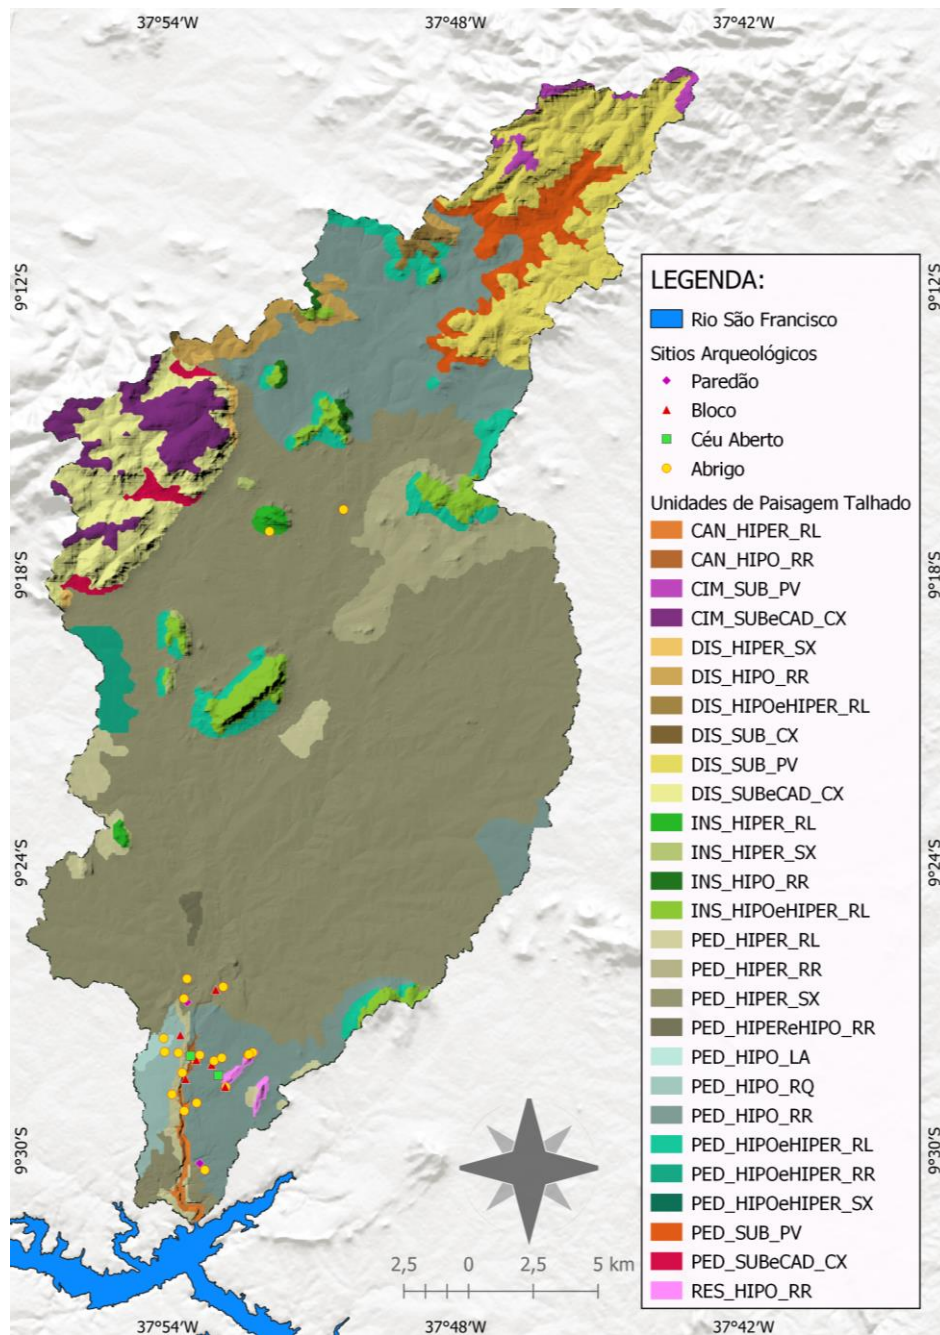 37°54'W 37°48'W 37°42'W
9°12'S 9°12'S
LEGENDA:
Rio São Francisco
Sitios Arqueológicos
Paredão
Bloco
Céu Aberto
Abrigo
Unidades de Paisagem Talhado
CAN_HIPER_RL
CAN_HIPO_RR
9°18'S 9°18'S
CIM_SUB_PV
CIM_SUBeCAD_CX
DIS_HIPER_SX
DIS_HIPO_RR
DIS_HIPOeHIPER_RL
DIS_SUB_CX
DIS_SUB_PV
DIS_SUBeCAD_CX
INS_HIPER_RL
INS_HIPER_SX
9°24'S 9°24'S
INS_HIPO_RR
INS_HIPOeHIPER_RL
PED_HIPER_RL
PED_HIPER_RR
PED_HIPER_SX
PED_HIPEReHIPO_RR
PED_HIPO_LA
PED_HIPO_RQ
PED_HIPO_RR
PED_HIPOeHIPER_RL
9°30'S 9°30'S
PED_HIPOeHIPER_RR
PED_HIPOeHIPER_SX
PED_SUB_PV
PED_SUBeCAD_CX
RES_HIPO_RR
2,5 0 2,5 5 km
37°54'W 37°48'W 37°42'W